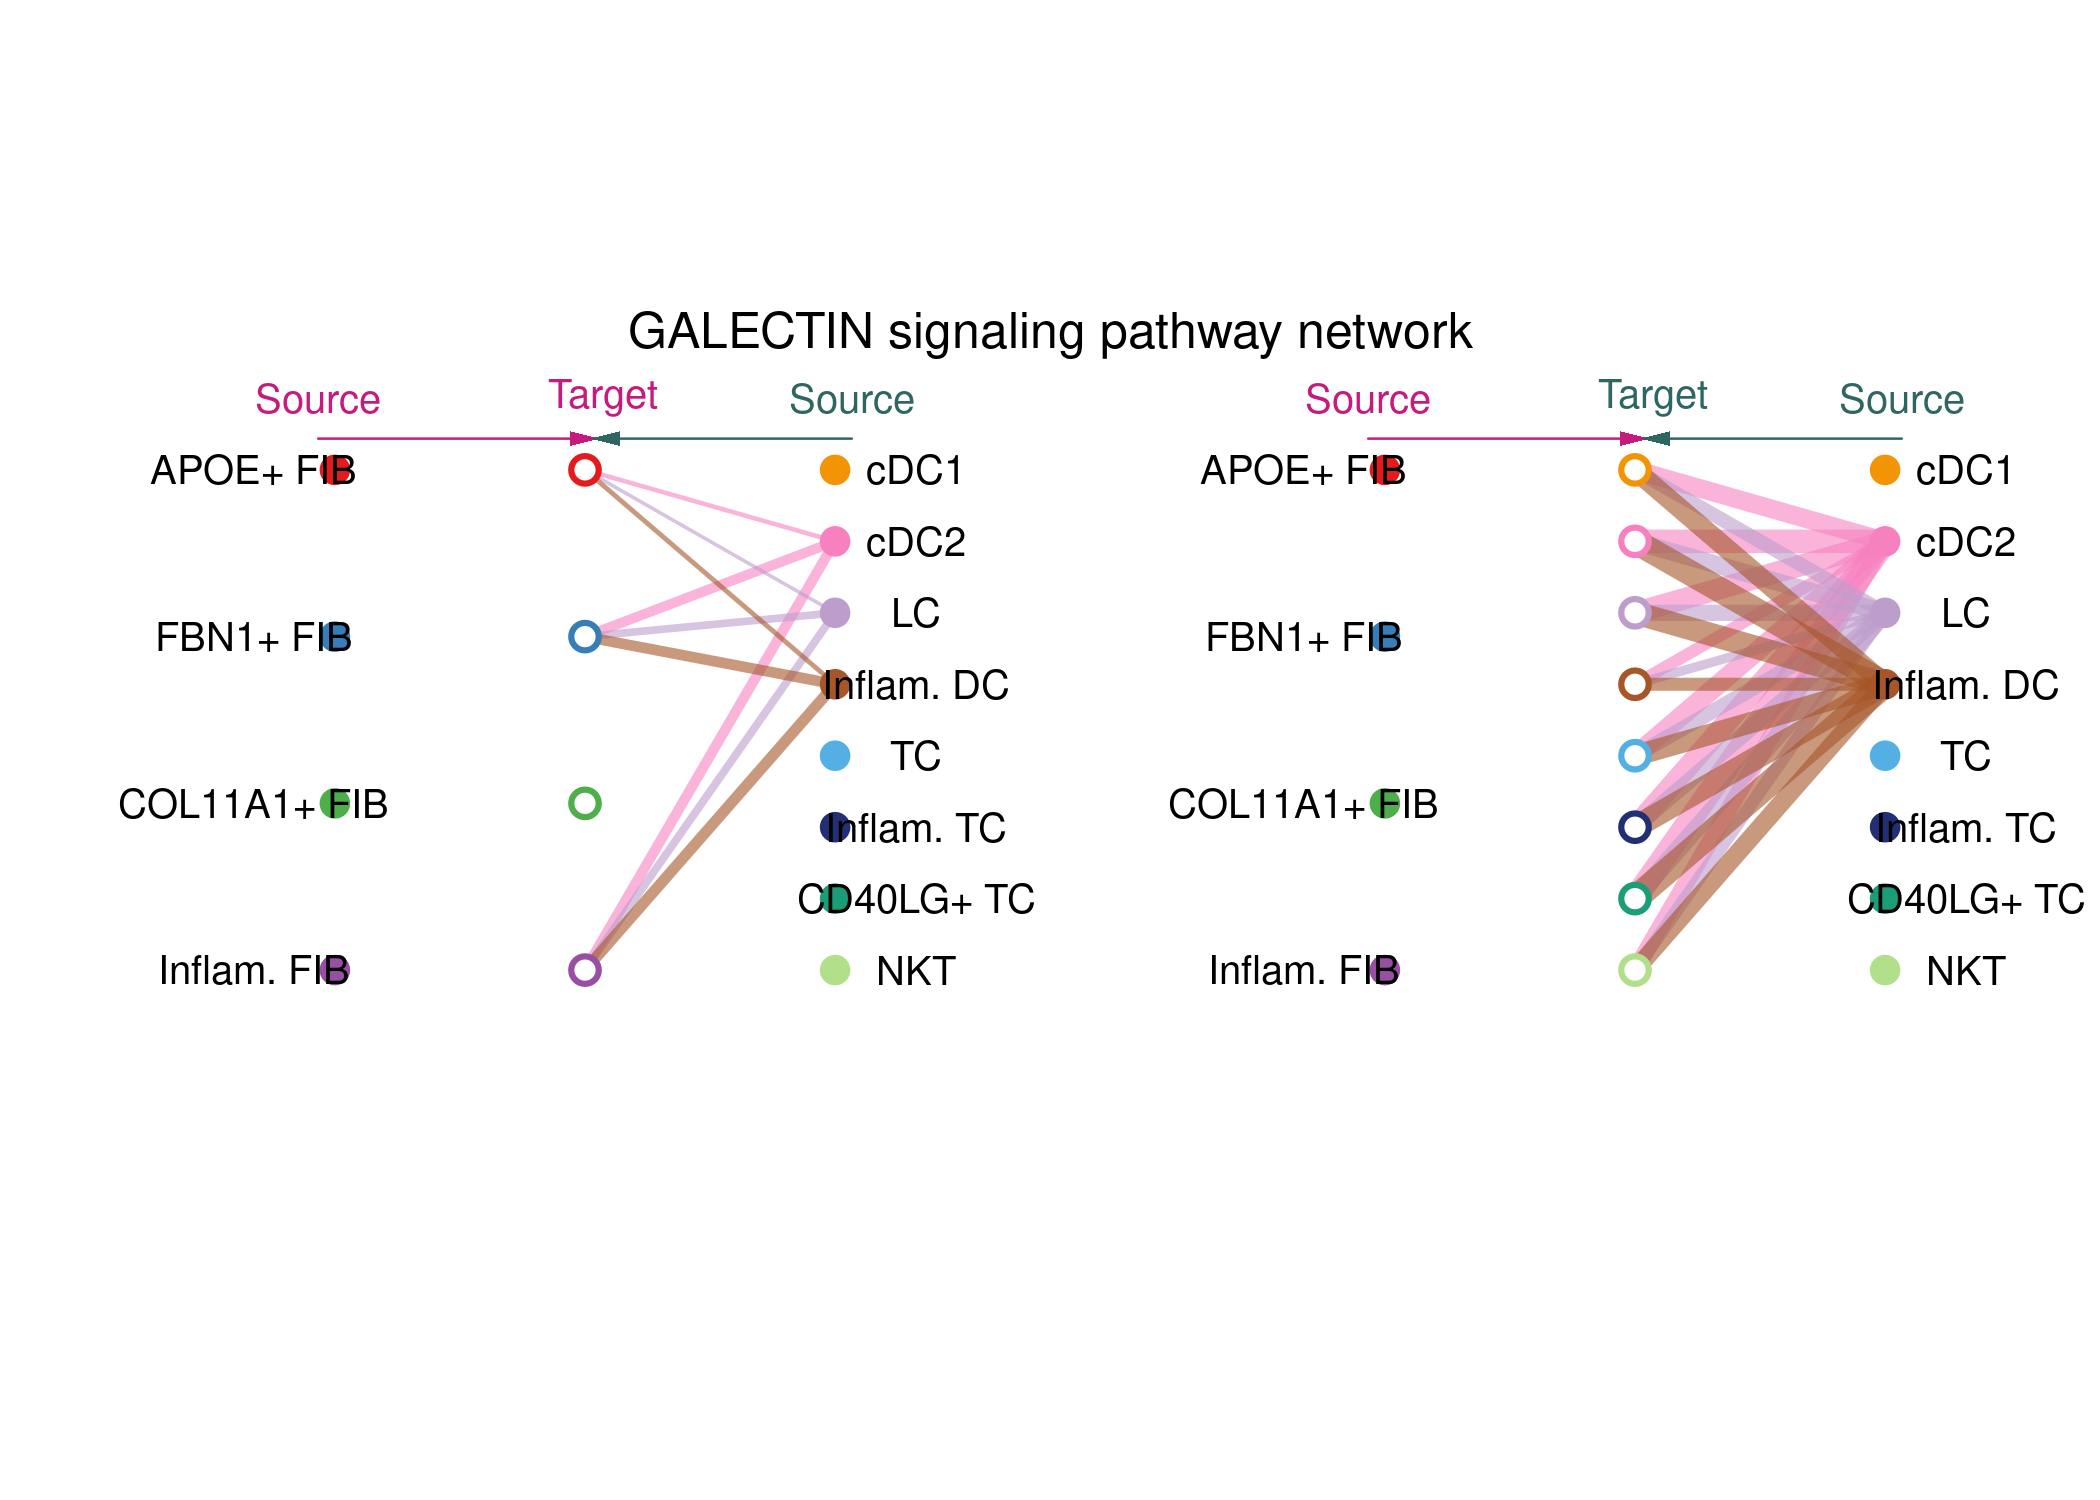 GALECTIN signaling pathway network
Source Target Source
APOE+ FIB
FBN1+ FIB
COL11A1+ FIB
Inflam. FIB
cDC1
cDC2
LC
Inflam. DC
TC
Inflam. TC
CD40LG+ TC
NKT
Source Target Source
APOE+ FIB
FBN1+ FIB
COL11A1+ FIB
Inflam. FIB
cDC1
cDC2
LC
Inflam. DC
TC
Inflam. TC
CD40LG+ TC
NKT